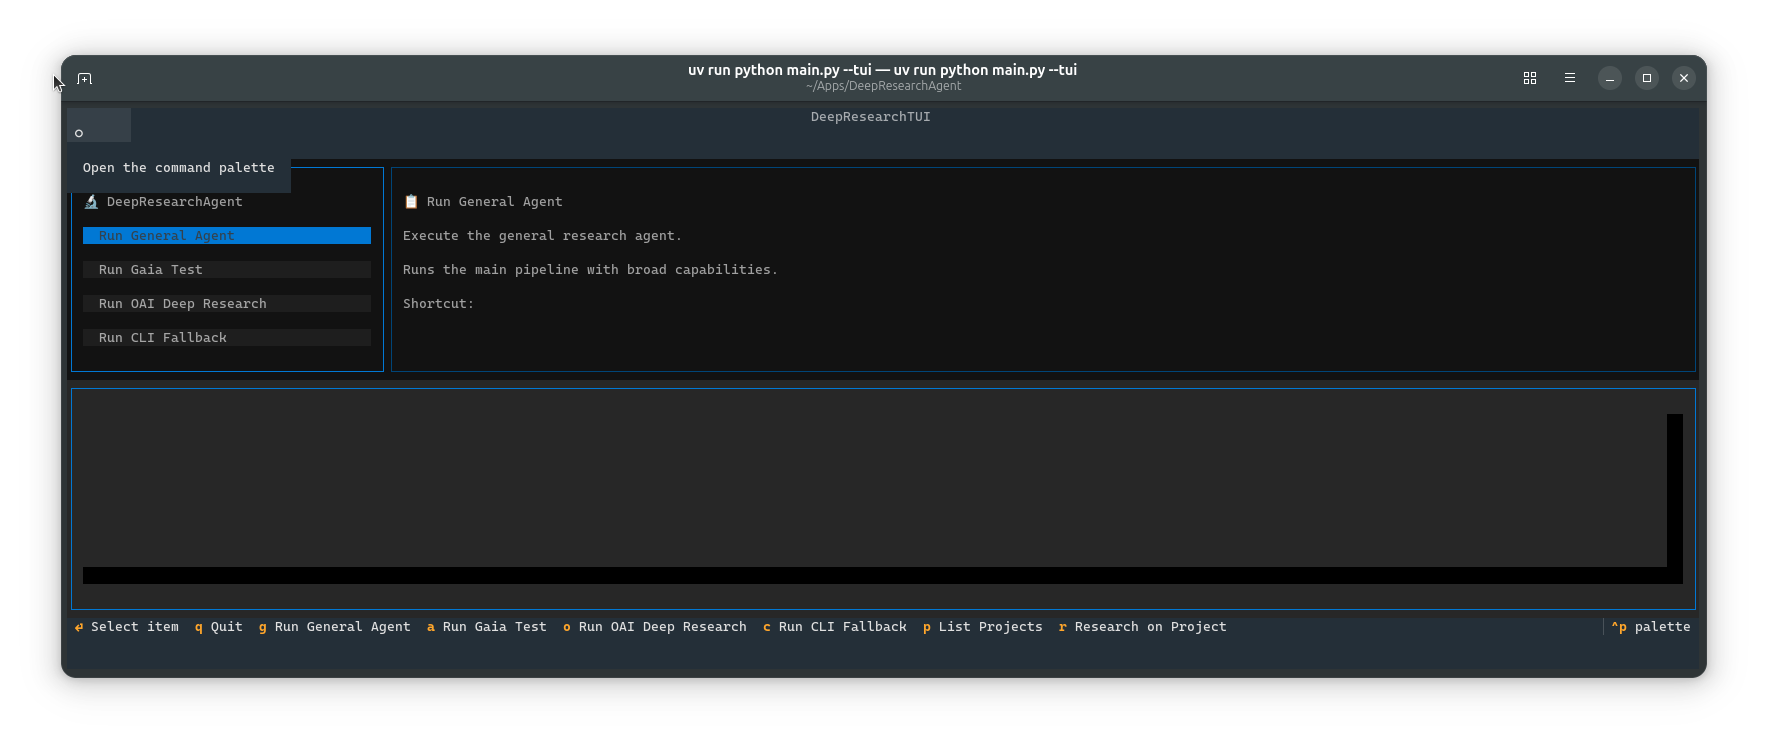 uv run python main.py --tui — uv run python main.py --tui
~/Apps/DeepResearchAgent
DeepResearchTUI
Open the command palette
🔬 DeepResearchAgent
Run General Agent
Run Gaia Test
Run OAI Deep Research
Run CLI Fallback
📋 Run General Agent
Execute the general research agent.
Runs the main pipeline with broad capabilities.
Shortcut:
↵ Select item q Quit g Run General Agent a Run Gaia Test o Run OAI Deep Research c Run CLI Fallback p List Projects r Research on Project ^p palette